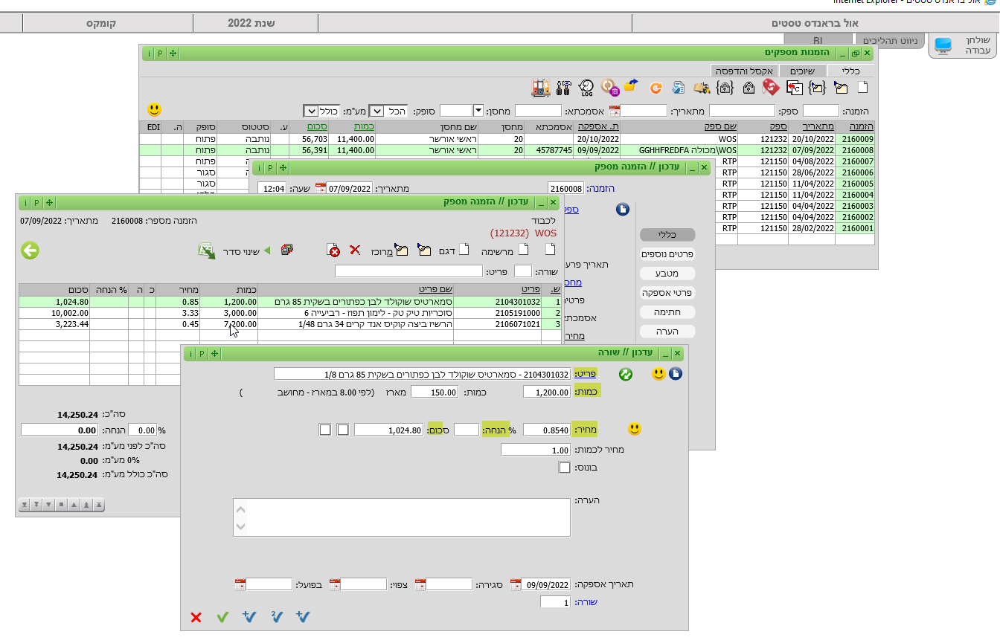 אול בראנדס טסטים - Internet Explorer
אול בראנדס טסטים שנת 2022 קומקס
שולחן עבודה
ניווט תהליכים
BI
הזמנות מספקים
i P
כללי שיוכים אקסל והדפסה
LOG
הזמנה: ספק: מתאריך: אסמכתא: מחסן: סופק: הכל מע"מ: כולל
הזמנה מתאריך ספק שם ספק ת. אספקה אסמכתא מחסן שם מחסן כמות סכום ע. סטטוס סופק ה. EDI
2160009 20/10/2022 121232 WOS 20/10/2022 20 ראשי אורשר 11,400.00 56,703 נותבה פתוח
2160008 07/09/2022 121232 WOS\מכולה GGHHFREDFA 09/09/2022 45787745 20 ראשי אורשר 11,400.00 56,391 נותבה פתוח
2160007 04/08/2022 121150 RTP פתוח
2160006 28/06/2022 121150 RTP סגור
2160005 11/04/2022 121150 RTP סגור
2160004 11/04/2022 121150 RTP
2160003 04/04/2022 121150 RTP
2160002 04/04/2022 121150 RTP
2160001 28/02/2022 121150 RTP
עדכון // הזמנה מספק
i P
הזמנה: 2160008 מתאריך: 07/09/2022 שעה: 12:04
ספק
תאריך פרע
מחס
פרטי
אסמכתא
מחיר
כללי
פרטים נוספים
מטבע
פרטי אספקה
חתימה
הערה
עדכון // הזמנה מספק
i P
לכבוד הזמנה מספר: 2160008 מתאריך: 07/09/2022
WOS (121232)
מרשימה דגם מרוכז שינוי סדר
שורה: פריט:
ש. פריט שם פריט כמות מחיר כ ה % הנחה סכום
1 2104301032 סמארטיס שוקולד לבן כפתורים בשקית 85 גרם 1,200.00 0.85 1,024.80
2 2105191000 סוכריות טיק טק - לימון תפוז - רביעייה 6 3,000.00 3.33 10,002.00
3 2106071021 הרשיז ביצה קוקיס אנד קרים 34 גרם 1/48 7,200.00 0.45 3,223.44
סה"כ: 14,250.24
% 0.00 הנחה: 0.00
סה"כ לפני מע"מ: 14,250.24
0% מע"מ: 0.00
סה"כ כולל מע"מ: 14,250.24
עדכון // שורה
i P
פריט: 2104301032 - סמארטיס שוקולד לבן כפתורים בשקית 85 גרם 1/8
כמות: 1,200.00 כמות: 150.00 מארז (לפי 8.00 במארז - מחושב )
מחיר: 0.8540 % הנחה: סכום: 1,024.80
מחיר לכמות: 1.00
בונוס:
הערה:
תאריך אספקה: 09/09/2022 סגירה: צפוי: בפועל:
שורה: 1
2